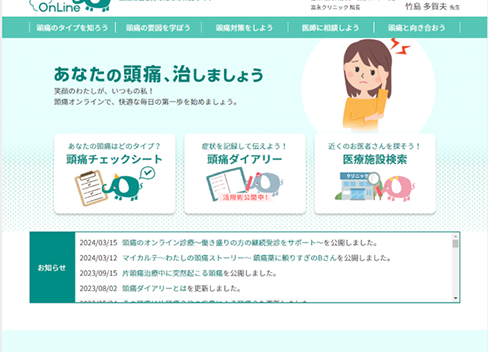 OnLine
富永クリニック 院長
竹島 多賀夫 先生
頭痛のタイプを知ろう
頭痛の要因を学ぼう
頭痛対策をしよう
医師に相談しよう
頭痛と向き合おう
あなたの頭痛、治しましょう
笑顔のわたしが、いつもの私！
頭痛オンラインで、快適な毎日の第一歩を始めましょう。
あなたの頭痛はどのタイプ？
頭痛チェックシート
症状を記録して伝えよう！
頭痛ダイアリー
活用術公開中！
近くのお医者さんを探そう！
医療施設検索
クリニック
お知らせ
2024/03/15 頭痛のオンライン診療～働き盛りの方の継続受診をサポート～を公開しました。
2024/03/12 マイカルテ～わたしの頭痛ストーリー～ 頭痛薬に頼りすぎのBさんを公開しました。
2023/09/15 片頭痛治療中に突然起こる頭痛を公開しました。
2023/08/02 頭痛ダイアリーとはを更新しました。